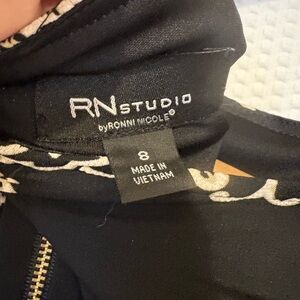 RN STUDIO
by RONNI NICOLE®
8
MADE IN
VIETNAM